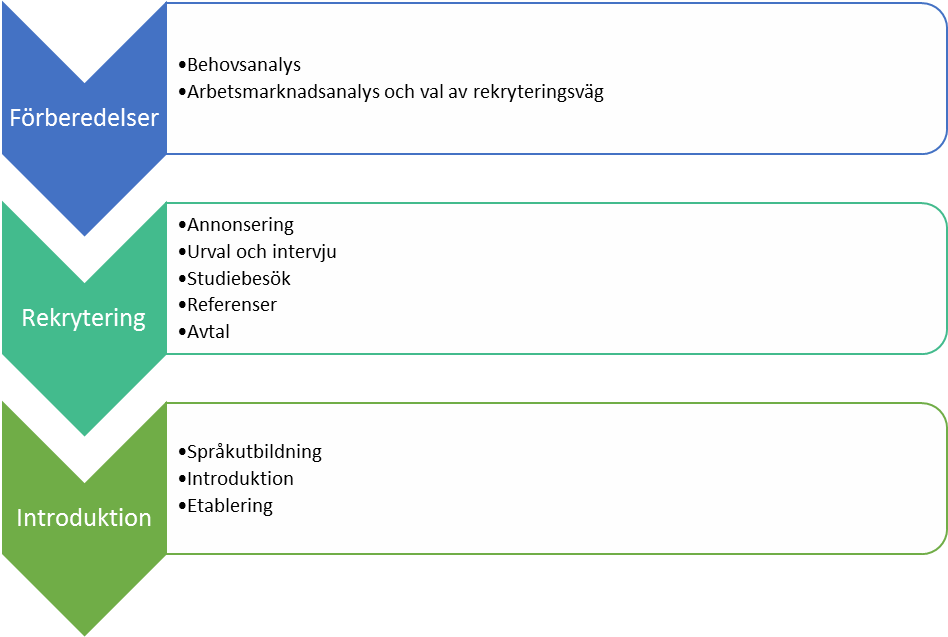 Förberedelser
•Behovsanalys
•Arbetsmarknadsanalys och val av rekryteringsväg
Rekrytering
•Annonsering
•Urval och intervju
•Studiebesök
•Referenser
•Avtal
Introduktion
•Språkutbildning
•Introduktion
•Etablering